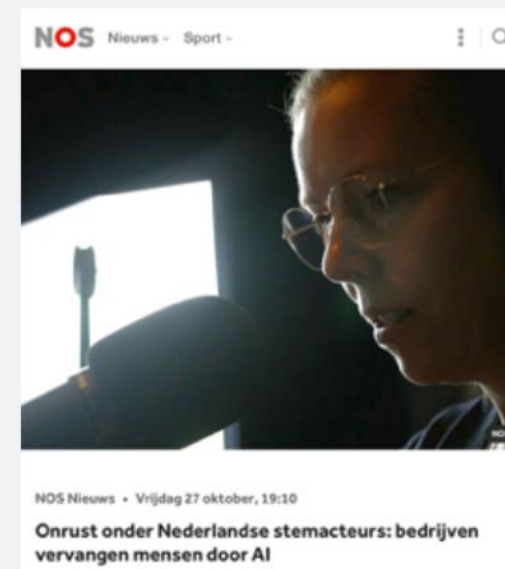 NOS Nieuws Sport
NOS Nieuws • Vrijdag 27 oktober, 19:10
Onrust onder Nederlandse stemacteurs: bedrijven
vervangen mensen door AI